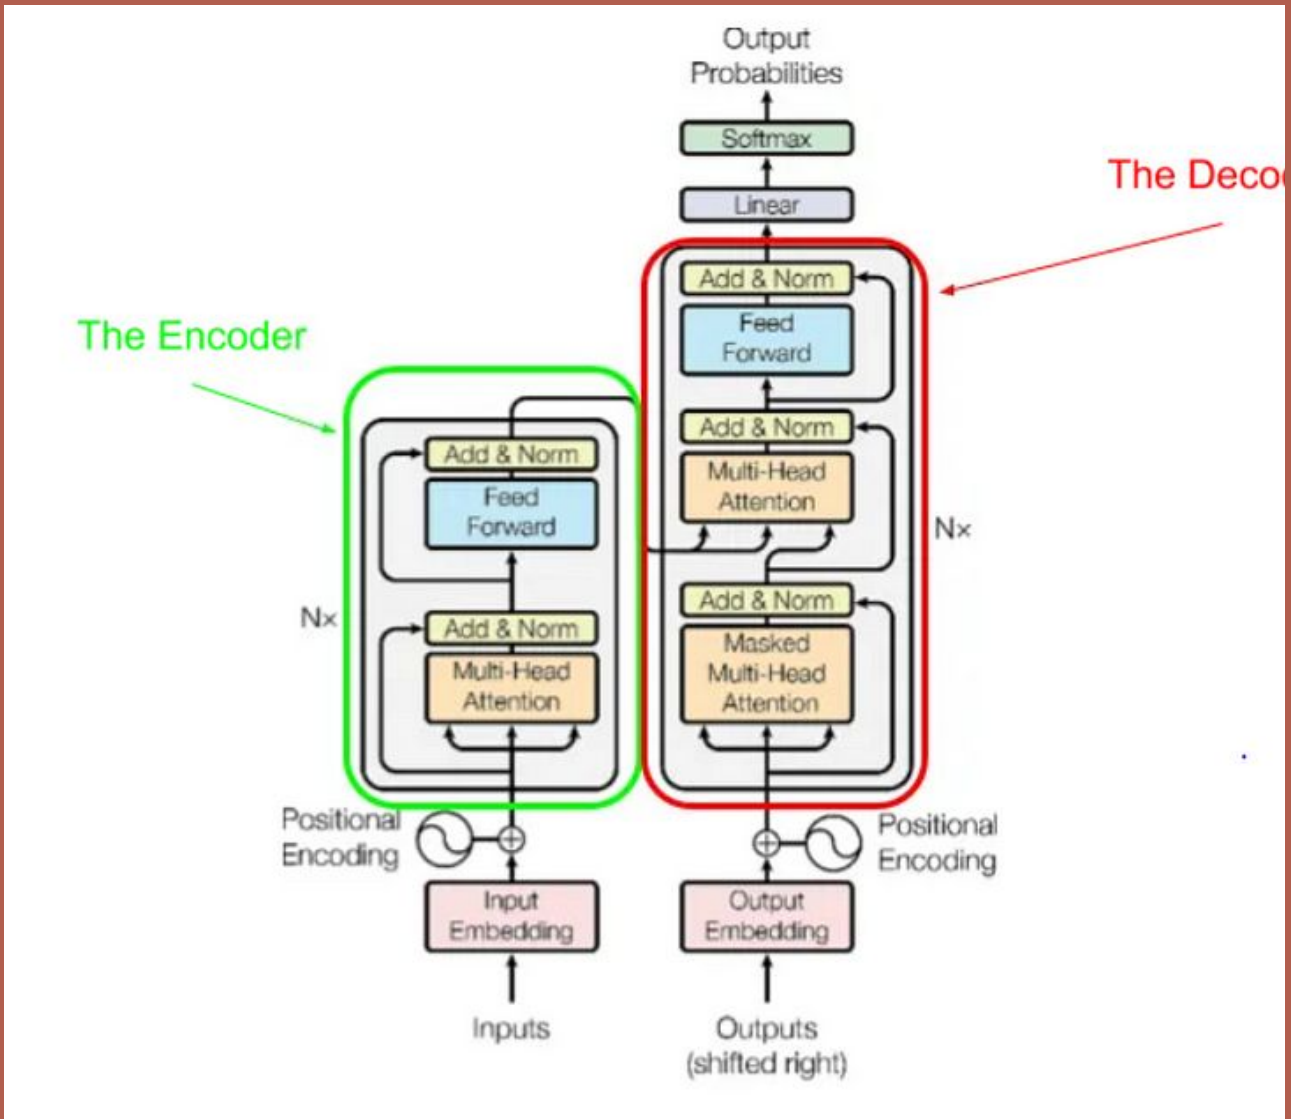 Output
Probabilities
Softmax
Linear
The Deco
Add & Norm
Feed
Forward
Add & Norm
Multi-Head
Attention
Nx
Add & Norm
Masked
Multi-Head
Attention
The Encoder
Add & Norm
Feed
Forward
Nx
Add & Norm
Multi-Head
Attention
Positional
Encoding
Positional
Encoding
Input
Embedding
Output
Embedding
Inputs
Outputs
(shifted right)